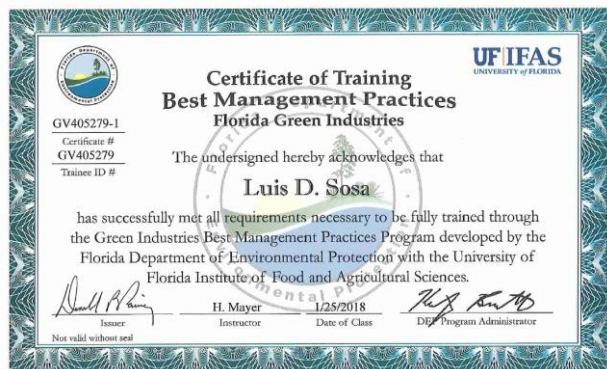 Florida Department of
Environmental Protection
UF IFAS
UNIVERSITY of FLORIDA
Certificate of Training
Best Management Practices
Florida Green Industries
GV405279-1
Certificate #
GV405279
Trainee ID #
The undersigned hereby acknowledges that
Luis D. Sosa
has successfully met all requirements necessary to be fully trained through
the Green Industries Best Management Practices Program developed by the
Florida Department of Environmental Protection with the University of
Florida Institute of Food and Agricultural Sciences.
H. Mayer
1/25/2018
Issuer
Instructor
Date of Class
DEP Program Administrator
Not valid without seal